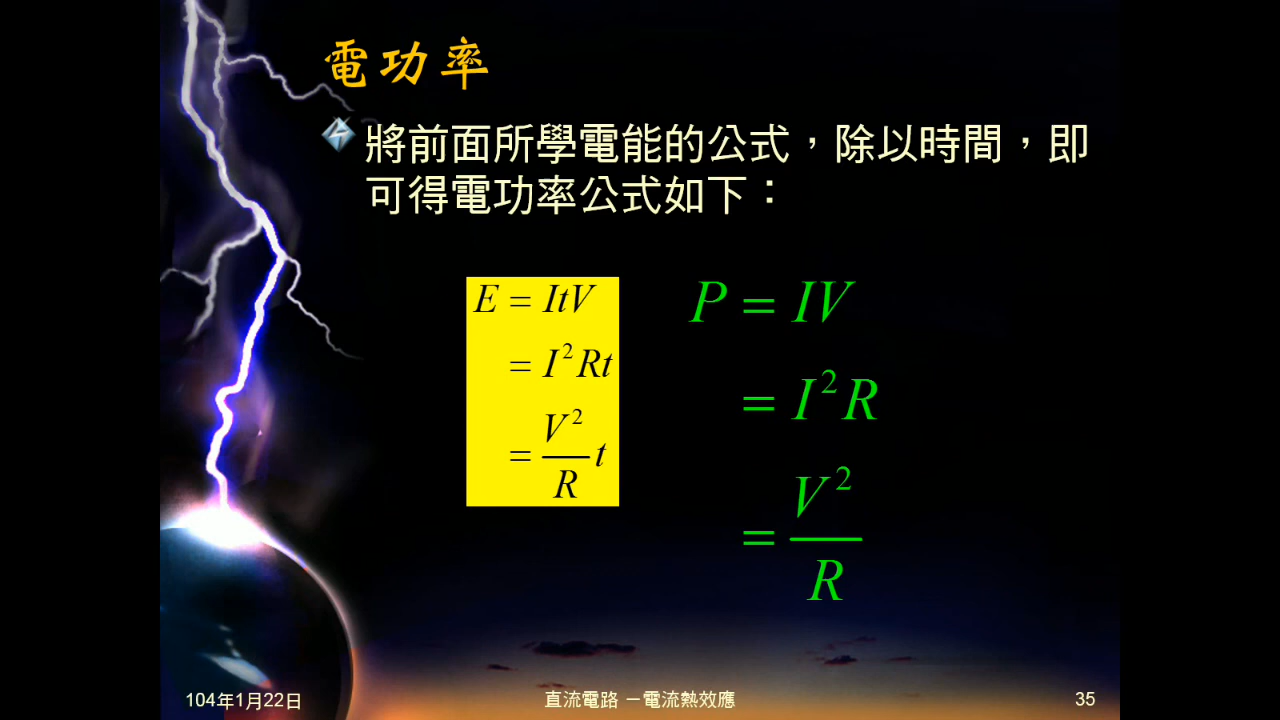 電功率
將前面所學電能的公式，除以時間，即
可得電功率公式如下：
E = ItV
= I²Rt
= V²/R t
P = IV
= I²R
= V²/R
104年1月22日
直流電路 －電流熱效應
35